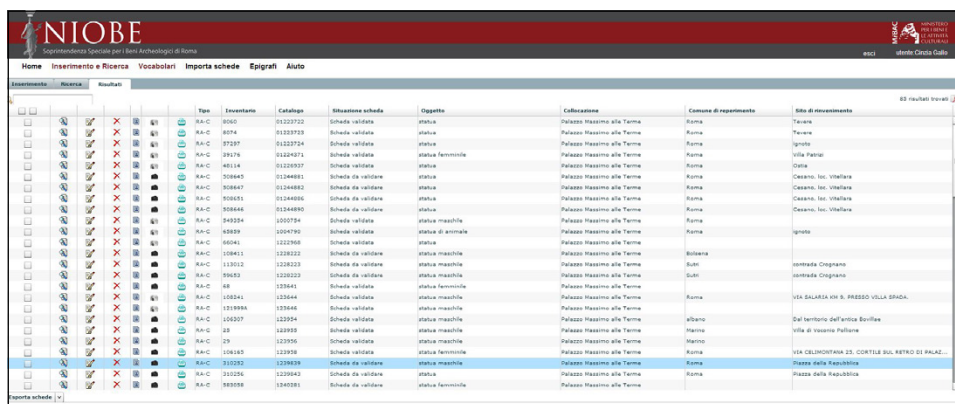 NIOBE
Soprintendenza Speciale per i Beni Archeologici di Roma
MiBAC
MINISTERO
PER I BENI E
LE ATTIVITÀ
CULTURALI
esci utente:Cinzia Gallo
Home Inserimento e Ricerca Vocabolari Importa schede Epigrafi Aiuto
Inserimento Ricerca Risultati
65 risultati trovati
Tipo Inventario Catalogo Situazione scheda Oggetto Collocazione Comune di reperimento Sito di rinvenimento
RA-C 8060 01223722 Scheda validata statua Palazzo Massimo alle Terme Roma Tevere
RA-C 8074 01223723 Scheda validata statua Palazzo Massimo alle Terme Roma Tevere
RA-C 57297 01223724 Scheda validata statua Palazzo Massimo alle Terme Roma ignoto
RA-C 39176 01224371 Scheda validata statua femminile Palazzo Massimo alle Terme Roma Villa Patrizi
RA-C 48114 01226937 Scheda validata statua Palazzo Massimo alle Terme Roma Ostia
RA-C 508645 01244881 Scheda da validare statua Palazzo Massimo alle Terme Roma Cesano, loc. Vitellara
RA-C 508647 01244882 Scheda da validare statua Palazzo Massimo alle Terme Roma Cesano, loc. Vitellara
RA-C 508651 01244886 Scheda da validare statua Palazzo Massimo alle Terme Roma Cesano, loc. Vitellara
RA-C 508646 01244890 Scheda da validare statua Palazzo Massimo alle Terme Roma Cesano, loc. Vitellara
RA-C 549354 1000754 Scheda validata statua maschile Palazzo Massimo alle Terme Roma
RA-C 65839 1004790 Scheda validata statua di animale Palazzo Massimo alle Terme Roma ignoto
RA-C 66041 1222568 Scheda validata statua Palazzo Massimo alle Terme
RA-C 108411 1228222 Scheda da validare statua maschile Palazzo Massimo alle Terme Bolsena
RA-C 113012 1228223 Scheda da validare statua maschile Palazzo Massimo alle Terme Sutri contrada Crognano
RA-C 59653 1228223 Scheda da validare statua maschile Palazzo Massimo alle Terme Sutri contrada Crognano
RA-C 68 123641 Scheda da validare statua femminile Palazzo Massimo alle Terme
RA-C 108241 123644 Scheda da validare statua maschile Palazzo Massimo alle Terme Roma VIA SALARIA KM 9. PRESSO VILLA SPADA.
RA-C 121999A 123646 Scheda da validare statua maschile Palazzo Massimo alle Terme
RA-C 106307 123954 Scheda da validare statua maschile Palazzo Massimo alle Terme albano Dal territorio dell'antica Bovillae
RA-C 28 123955 Scheda da validare statua maschile Palazzo Massimo alle Terme Marino Villa di Voconio Pollione
RA-C 29 123956 Scheda da validare statua maschile Palazzo Massimo alle Terme Marino
RA-C 106165 123958 Scheda da validare statua femminile Palazzo Massimo alle Terme Roma VIA CELIMONTANA 25. CORTILE SUL RETRO DI PALAZ...
RA-C 310252 1229839 Scheda da validare statua maschile Palazzo Massimo alle Terme Roma Piazza della Repubblica
RA-C 310256 1229843 Scheda da validare statua Palazzo Massimo alle Terme Roma Piazza della Repubblica
RA-C 583058 1240281 Scheda da validare statua femminile Palazzo Massimo alle Terme
Esporta schede